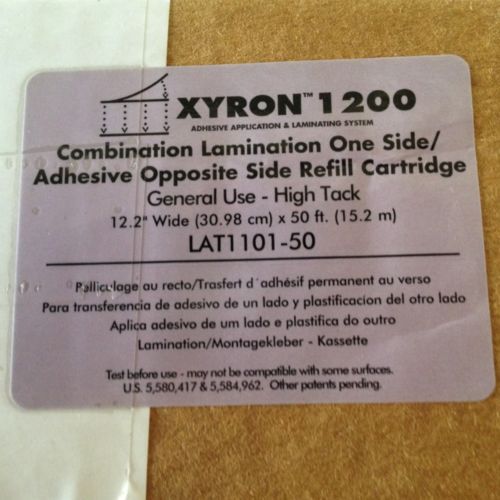 XYRON™ 1200
ADHESIVE APPLICATION & LAMINATING SYSTEM
Combination Lamination One Side/
Adhesive Opposite Side Refill Cartridge
General Use - High Tack
12.2" Wide (30.98 cm) x 50 ft. (15.2 m)
LAT1101-50
Pelliculage au recto/Trasfert d´adhésif permanent au verso
Para transferencia de adesivo de un lado y plastificacion del otro lado
Aplica adesivo de um lado e plastifica do outro
Lamination/Montagekleber - Kassette
Test before use - may not be compatible with some surfaces.
U.S. 5,580,417 & 5,584,962. Other patents pending.